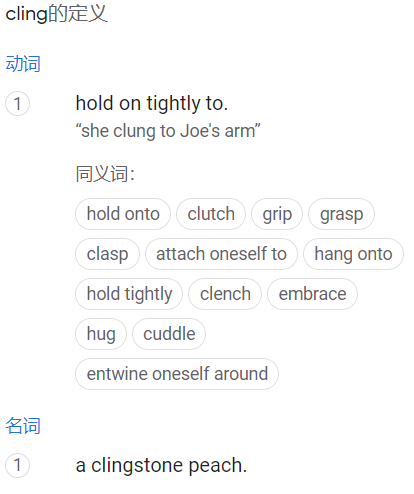 cling的定义
动词
1 hold on tightly to.
“she clung to Joe's arm”
同义词：
hold onto clutch grip grasp
clasp attach oneself to hang onto
hold tightly clench embrace
hug cuddle
entwine oneself around
名词
1 a clingstone peach.